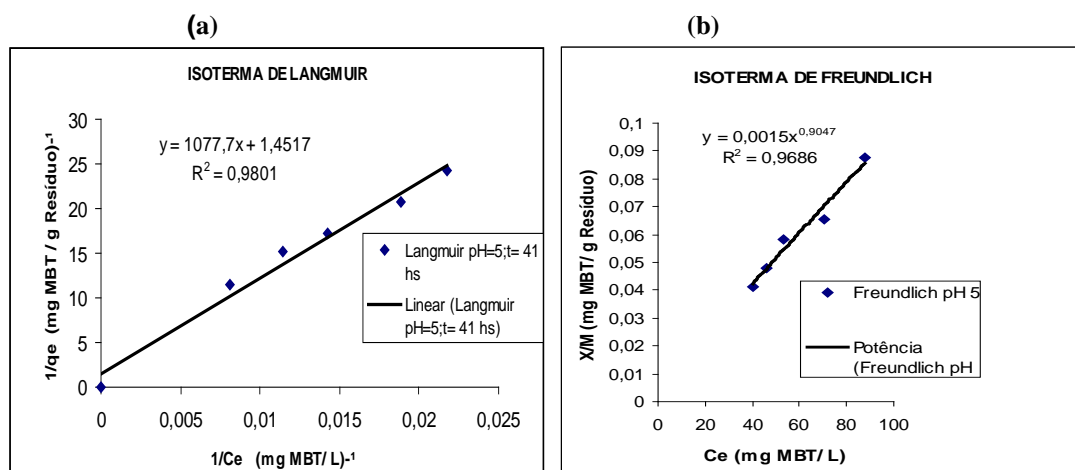 (a)
ISOTERMA DE LANGMUIR
y = 1077,7x + 1,4517
R² = 0,9801
1/qe (mg MBT / g Resíduo)⁻¹
30
25
20
15
10
5
0
0 0,005 0,01 0,015 0,02 0,025
1/Ce (mg MBT/ L)⁻¹
Langmuir pH=5;t= 41
hs
Linear (Langmuir
pH=5;t= 41 hs)
(b)
ISOTERMA DE FREUNDLICH
y = 0,0015x^0,9047
R² = 0,9686
X/M (mg MBT/ g Resíduo)
0,1
0,09
0,08
0,07
0,06
0,05
0,04
0,03
0,02
0,01
0
0 20 40 60 80 100
Ce (mg MBT/ L)
Freundlich pH 5
Potência
(Freundlich pH